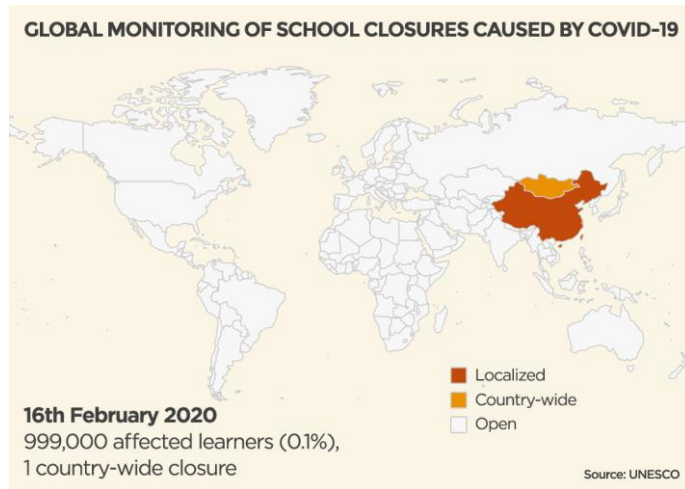 GLOBAL MONITORING OF SCHOOL CLOSURES CAUSED BY COVID-19
Localized
Country-wide
Open
16th February 2020
999,000 affected learners (0.1%),
1 country-wide closure
Source: UNESCO